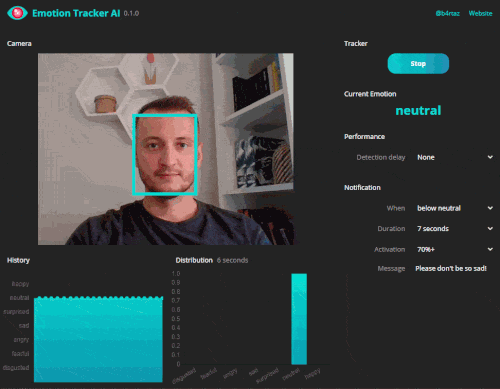 Emotion Tracker AI 0.1.0
@b4rtaz Website
Camera
Tracker
Stop
Current Emotion
neutral
Performance
Detection delay None
Notification
When below neutral
Duration 7 seconds
Activation 70%+
Message Please don't be so sad!
History
happy
neutral
surprised
sad
angry
fearful
disgusted
Distribution 6 seconds
1.0
0.9
0.8
0.7
0.6
0.5
0.4
0.3
0.2
0.1
0
disgusted
fearful
angry
sad
surprised
neutral
happy